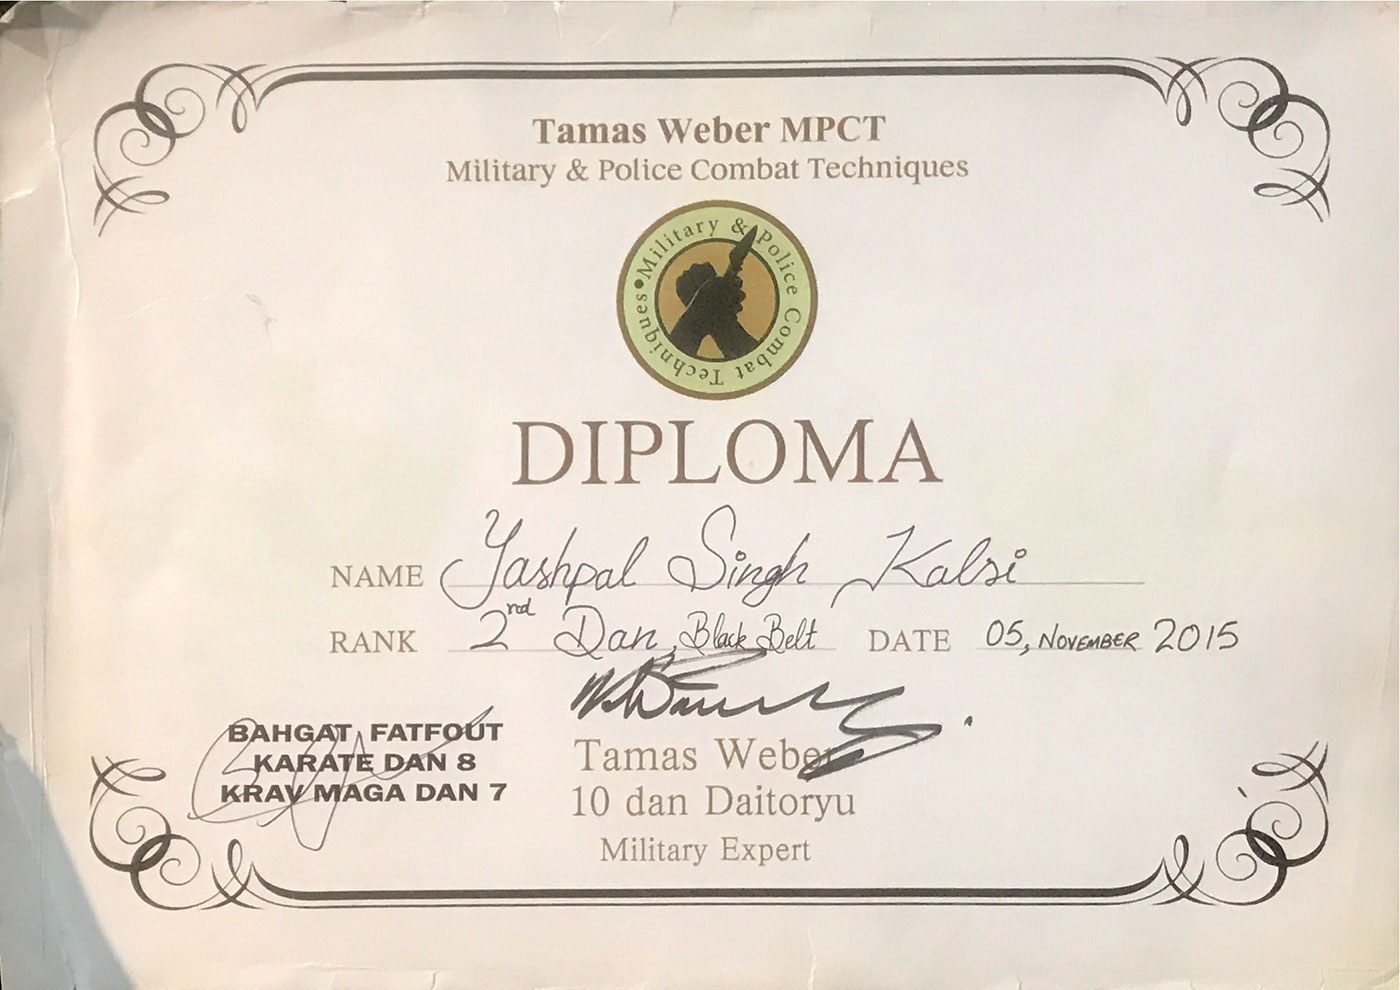 Tamas Weber MPCT
Military & Police Combat Techniques
Military & Police Combat Techniques
DIPLOMA
NAME Yashpal Singh Kalsi
RANK 2nd Dan, Black Belt DATE 05, NOVEMBER 2015
BAHGAT FATFOUT
KARATE DAN 8
KRAV MAGA DAN 7
Tamas Weber
10 dan Daitoryu
Military Expert